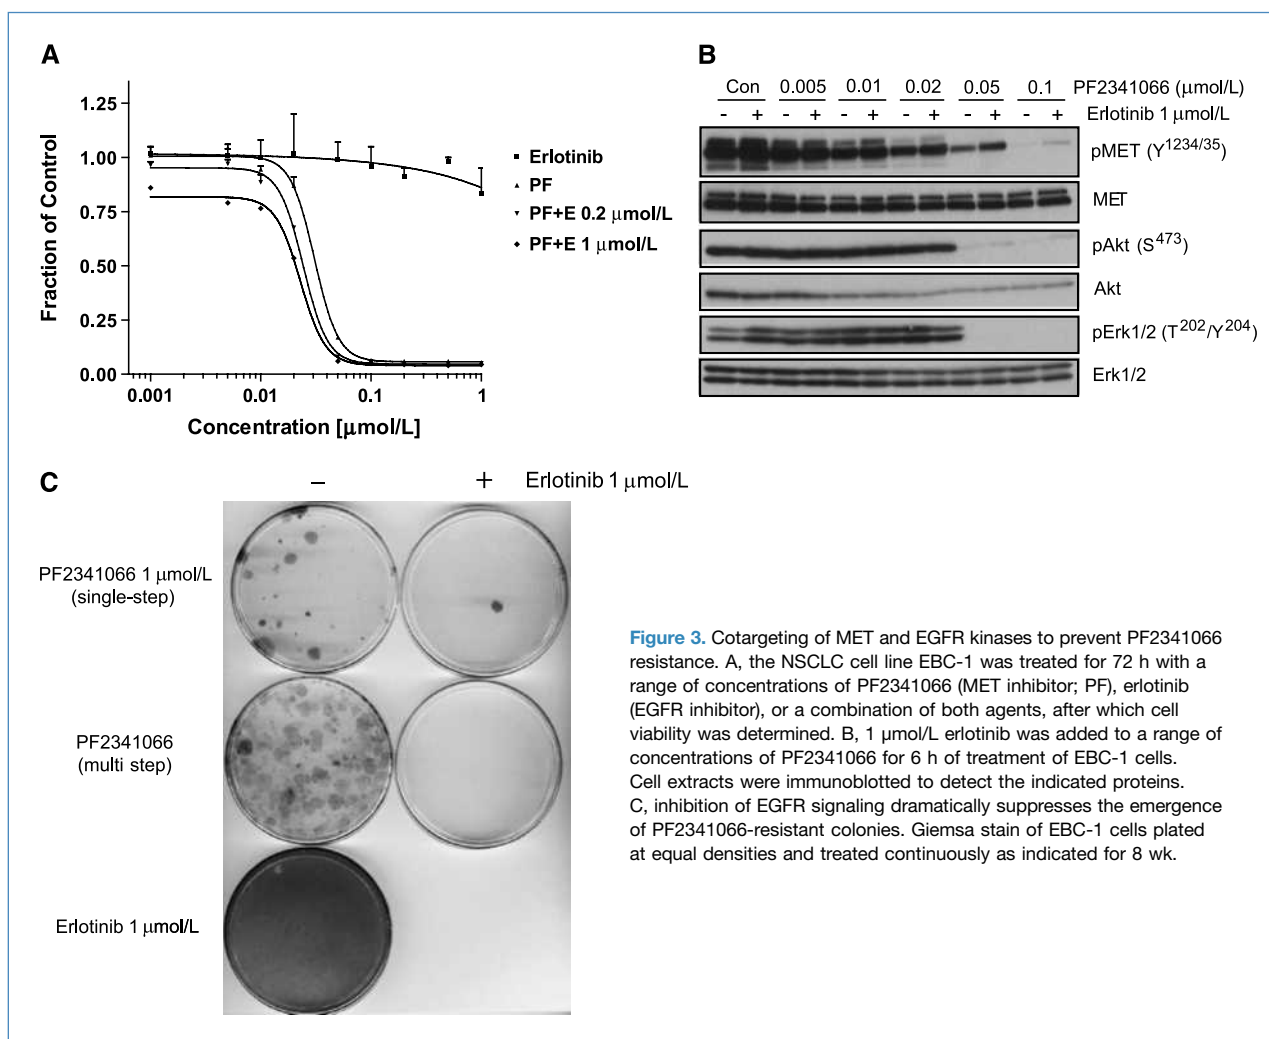 A
Fraction of Control
1.25
1.00
0.75
0.50
0.25
0.00
0.001 0.01 0.1 1
Concentration [μmol/L]
Erlotinib
PF
PF+E 0.2 μmol/L
PF+E 1 μmol/L
B
Con 0.005 0.01 0.02 0.05 0.1 PF2341066 (μmol/L)
- + - + - + - + - + - + Erlotinib 1 μmol/L
pMET (Y1234/35)
MET
pAkt (S473)
Akt
pErk1/2 (T202/Y204)
Erk1/2
C
– + Erlotinib 1 μmol/L
PF2341066 1 μmol/L
(single-step)
PF2341066
(multi step)
Erlotinib 1 μmol/L
Figure 3. Cotargeting of MET and EGFR kinases to prevent PF2341066
resistance. A, the NSCLC cell line EBC-1 was treated for 72 h with a
range of concentrations of PF2341066 (MET inhibitor; PF), erlotinib
(EGFR inhibitor), or a combination of both agents, after which cell
viability was determined. B, 1 μmol/L erlotinib was added to a range of
concentrations of PF2341066 for 6 h of treatment of EBC-1 cells.
Cell extracts were immunoblotted to detect the indicated proteins.
C, inhibition of EGFR signaling dramatically suppresses the emergence
of PF2341066-resistant colonies. Giemsa stain of EBC-1 cells plated
at equal densities and treated continuously as indicated for 8 wk.